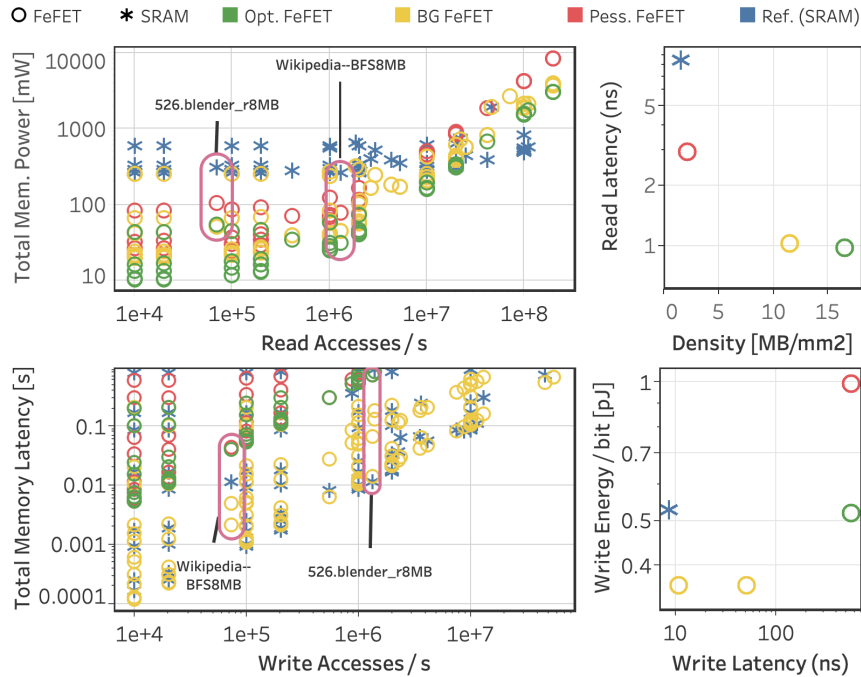 FeFET SRAM Opt. FeFET BG FeFET Pess. FeFET Ref. (SRAM)
Total Mem. Power [mW]
10000
1000
100
10
526.blender_r8MB
Wikipedia--BFS8MB
1e+4 1e+5 1e+6 1e+7 1e+8
Read Accesses / s
Read Latency (ns)
5
2
1
0 5 10 15
Density [MB/mm2]
Total Memory Latency [s]
0.1
0.01
0.001
0.0001
Wikipedia--
BFS8MB
526.blender_r8MB
1e+4 1e+5 1e+6 1e+7
Write Accesses / s
Write Energy / bit [pJ]
1
0.7
0.5
0.4
10 100
Write Latency (ns)